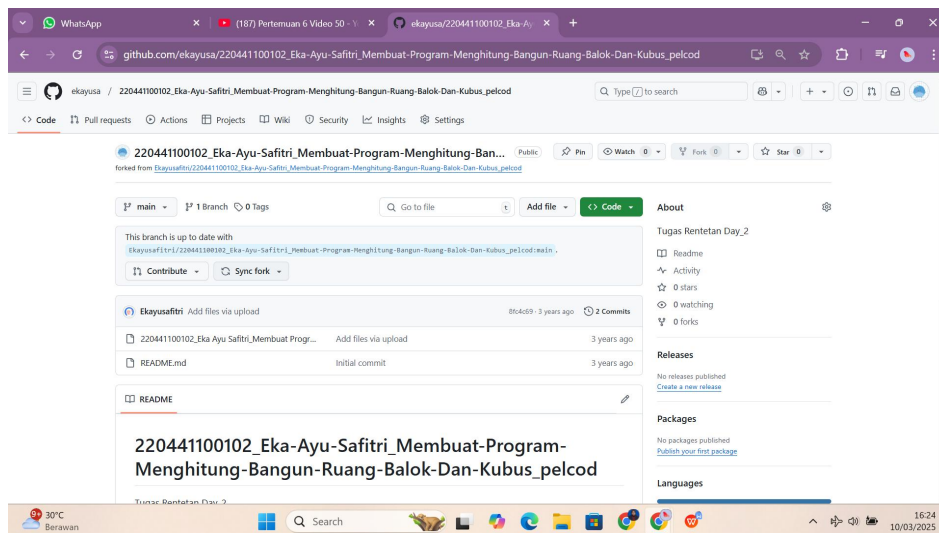 WhatsApp
(187) Pertemuan 6 Video 50 - Y
ekayusa/220441100102_Eka-Ay
github.com/ekayusa/220441100102_Eka-Ayu-Safitri_Membuat-Program-Menghitung-Bangun-Ruang-Balok-Dan-Kubus_pelcod
ekayusa / 220441100102_Eka-Ayu-Safitri_Membuat-Program-Menghitung-Bangun-Ruang-Balok-Dan-Kubus_pelcod
Type / to search
Code Pull requests Actions Projects Wiki Security Insights Settings
220441100102_Eka-Ayu-Safitri_Membuat-Program-Menghitung-Ban... Public Pin Watch 0 Fork 0 Star 0
forked from Ekayusafitri/220441100102_Eka-Ayu-Safitri_Membuat-Program-Menghitung-Bangun-Ruang-Balok-Dan-Kubus_pelcod
main 1 Branch 0 Tags Go to file t Add file Code
This branch is up to date with
Ekayusafitri/220441100102_Eka-Ayu-Safitri_Membuat-Program-Menghitung-Bangun-Ruang-Balok-Dan-Kubus_pelcod:main .
Contribute Sync fork
Ekayusafitri Add files via upload 8fc4c69 · 3 years ago 2 Commits
220441100102_Eka Ayu Safitri_Membuat Progr... Add files via upload 3 years ago
README.md Initial commit 3 years ago
README
220441100102_Eka-Ayu-Safitri_Membuat-Program-
Menghitung-Bangun-Ruang-Balok-Dan-Kubus_pelcod
Tugas Rentetan Day_2
About
Tugas Rentetan Day_2
Readme
Activity
0 stars
0 watching
0 forks
Releases
No releases published
Create a new release
Packages
No packages published
Publish your first package
Languages
9+
30°C
Berawan
Search
16:24
10/03/2025